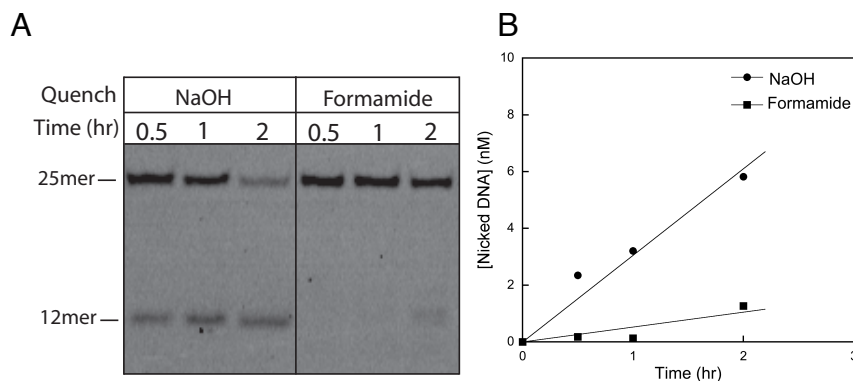 A
Quench NaOH Formamide
Time (hr) 0.5 1 2 0.5 1 2
25mer
12mer
B
[Nicked DNA] (nM)
10
8
6
4
2
0
0 1 2 3
Time (hr)
NaOH
Formamide